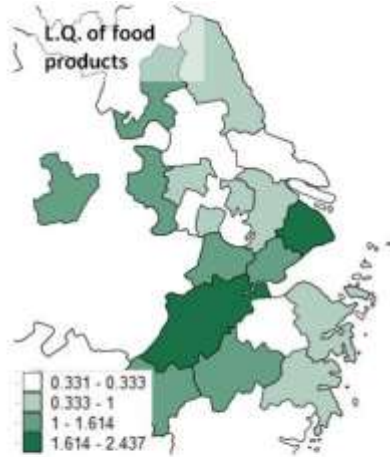 L.Q. of food
products
0.331 - 0.333
0.333 - 1
1 - 1.614
1.614 - 2.437